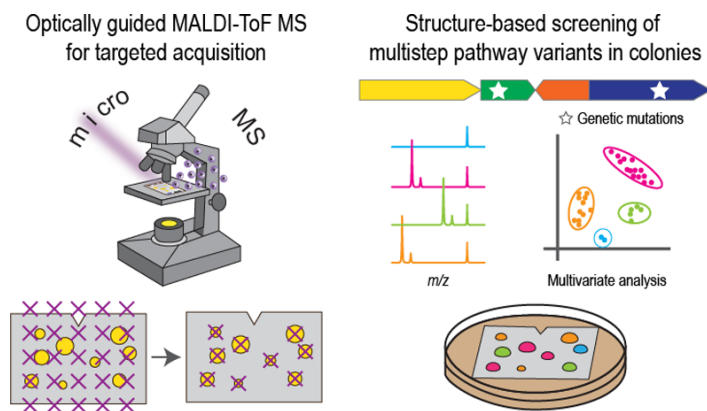 Optically guided MALDI-ToF MS
for targeted acquisition
micro
MS
Structure-based screening of
multistep pathway variants in colonies
Genetic mutations
m/z
Multivariate analysis